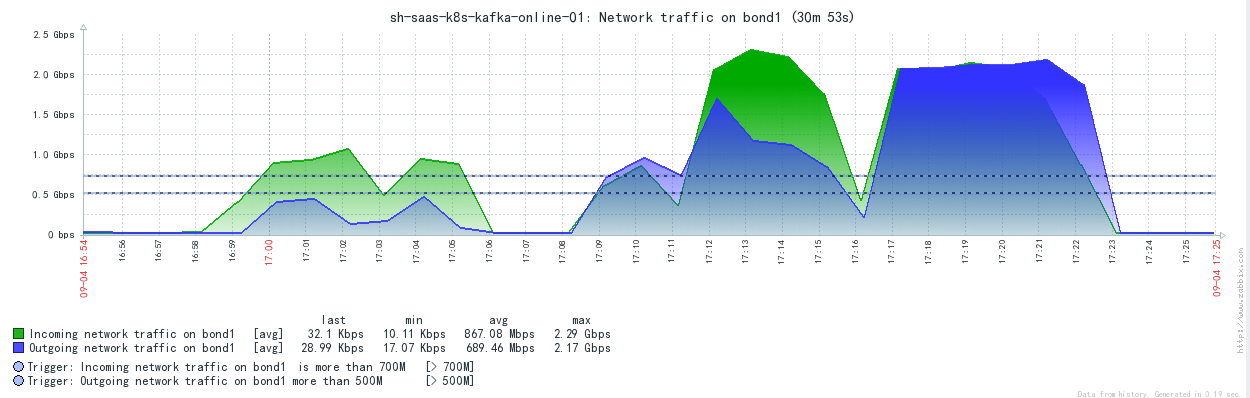 sh-saas-k8s-kafka-online-01: Network traffic on bond1 (30m 53s)
2.5 Gbps
2.0 Gbps
1.5 Gbps
1.0 Gbps
0.5 Gbps
0 bps
09-04 16:54
16:56
16:57
16:58
16:59
17:00
17:01
17:02
17:03
17:04
17:05
17:06
17:07
17:08
17:09
17:10
17:11
17:12
17:13
17:14
17:15
17:16
17:17
17:18
17:19
17:20
17:21
17:22
17:23
17:24
17:25
09-04 17:25
last min avg max
Incoming network traffic on bond1 [avg] 32.1 Kbps 10.11 Kbps 867.08 Mbps 2.29 Gbps
Outgoing network traffic on bond1 [avg] 28.99 Kbps 17.07 Kbps 689.46 Mbps 2.17 Gbps
Trigger: Incoming network traffic on bond1 is more than 700M [> 700M]
Trigger: Outgoing network traffic on bond1 more than 500M [> 500M]
http://www.zabbix.com
Data from history. Generated in 0.19 sec.